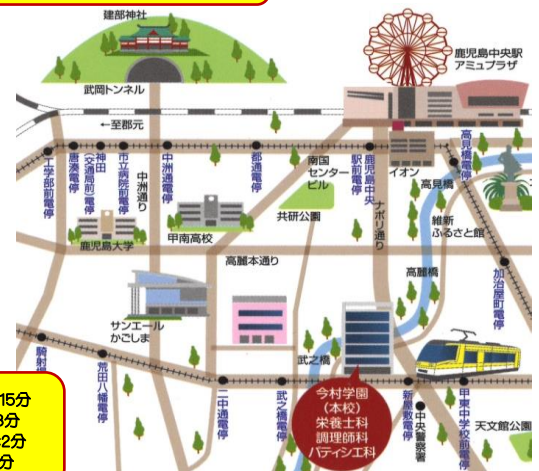 建部神社
武岡トンネル
鹿児島中央駅
アミュプラザ
←至郡元
工学部前電停
唐湊電停
神田
(交通局前)電停
市立病院前電停
中洲通り
中洲通電停
都通電停
南国
センター
ビル
鹿児島中央
駅前電停
イオン
高見橋電停
高見橋
共研公園
ナポリ通り
維新
ふるさと館
鹿児島大学
甲南高校
高麗本通り
高麗橋
加治屋町電停
サンエール
かごしま
武之橋
騎射場
荒田八幡電停
二中通電停
武之橋電停
今村学園
(本校)
栄養士科
調理師科
パティシエ科
新屋敷電停
中央警察署
甲東中学校前電停
天文館公園
15分
分
2分
分